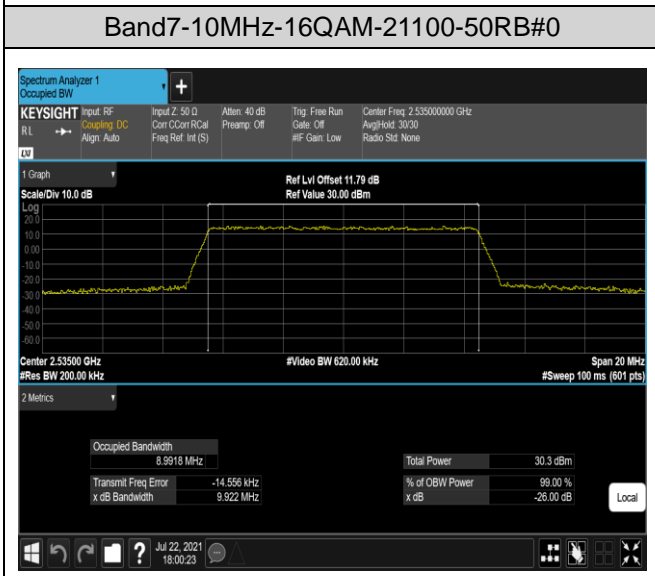 Band7-10MHz-16QAM-21100-50RB#0
Spectrum Analyzer 1
Occupied BW
+
KEYSIGHT
RL
LXI
Input: RF
Coupling: DC
Align: Auto
Input Z: 50 Ω
Corr CCorr RCal
Freq Ref: Int (S)
Atten: 40 dB
Preamp: Off
Trig: Free Run
Gate: Off
#IF Gain: Low
Center Freq: 2.535000000 GHz
Avg|Hold: 30/30
Radio Std: None
1 Graph
Scale/Div 10.0 dB
Ref Lvl Offset 11.79 dB
Ref Value 30.00 dBm
Log
20.0
10.0
0.00
-10.0
-20.0
-30.0
-40.0
-50.0
-60.0
Center 2.53500 GHz
#Res BW 200.00 kHz
#Video BW 620.00 kHz
Span 20 MHz
#Sweep 100 ms (601 pts)
2 Metrics
Occupied Bandwidth
8.9918 MHz
Total Power 30.3 dBm
Transmit Freq Error -14.556 kHz
% of OBW Power 99.00 %
x dB Bandwidth 9.922 MHz
x dB -26.00 dB
Local
?
Jul 22, 2021
18:00:23